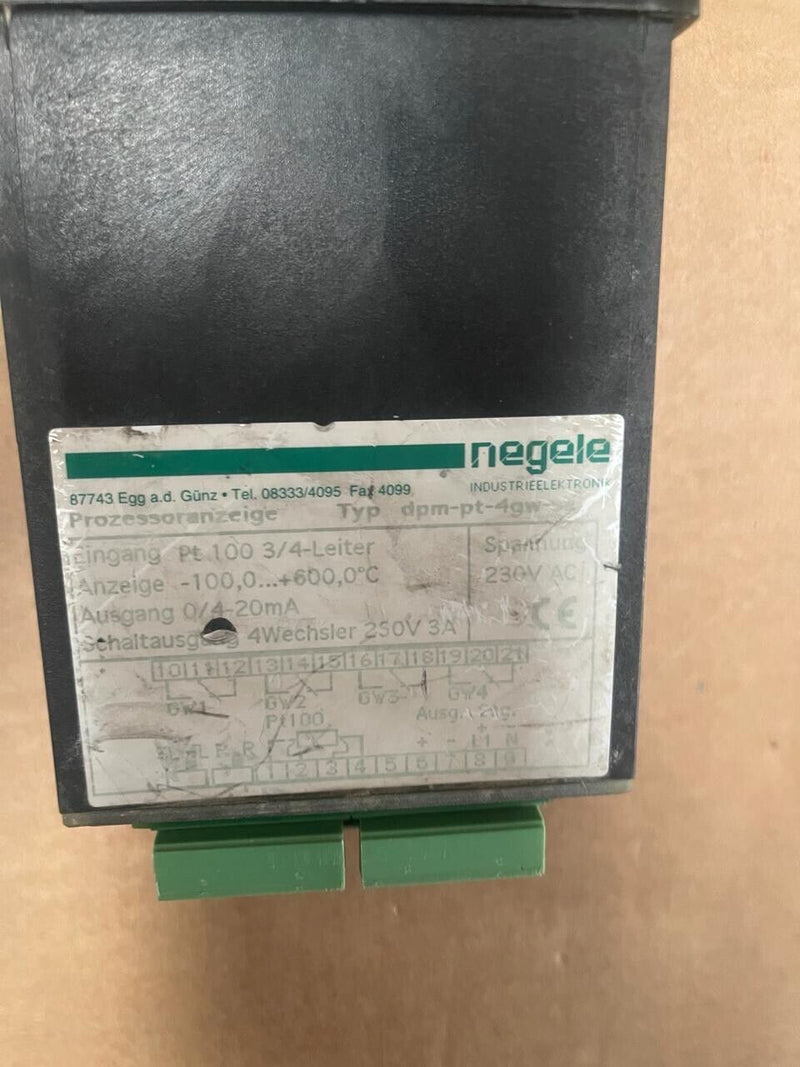 negele
87743 Egg a.d. Günz • Tel. 08333/4095 Fax 4099
INDUSTRIEELEKTRONIK
Prozessoranzeige Typ dpm-pt-4gw-
Eingang Pt 100 3/4-Leiter
Spannung
Anzeige -100,0...+600,0°C
230V AC
Ausgang 0/4-20mA
CE
Schaltausgang 4Wechsler 250V 3A
10 11 12 13 14 15 16 17 18 19 20 21
GW1 GW2 GW3 GW4
Pt100 Ausg.
+ -
+ - M N
1 2 3 4 5 6 7 8 9